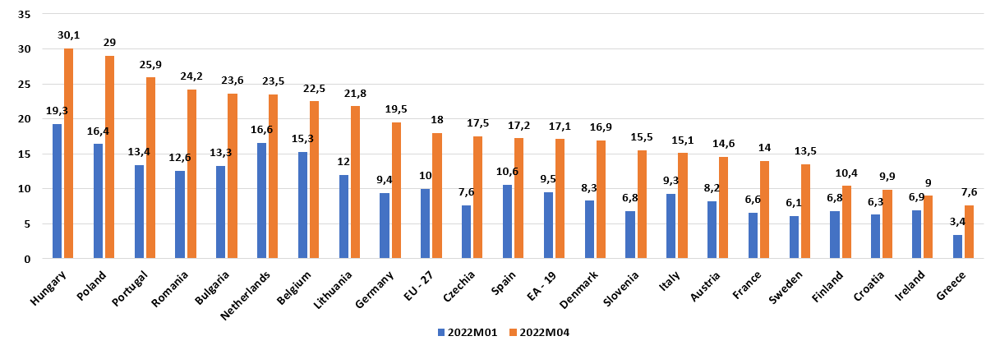 35
30
25
20
15
10
5
0
19,3 30,1
16,4 29
13,4 25,9
12,6 24,2
13,3 23,6
16,6 23,5
15,3 22,5
12 21,8
9,4 19,5
10 18
7,6 17,5
10,6 17,2
9,5 17,1
8,3 16,9
6,8 15,5
9,3 15,1
8,2 14,6
6,6 14
6,1 13,5
6,8 10,4
6,3 9,9
6,9 9
3,4 7,6
Hungary
Poland
Portugal
Romania
Bulgaria
Netherlands
Belgium
Lithuania
Germany
EU - 27
Czechia
Spain
EA - 19
Denmark
Slovenia
Italy
Austria
France
Sweden
Finland
Croatia
Ireland
Greece
2022M01 2022M04